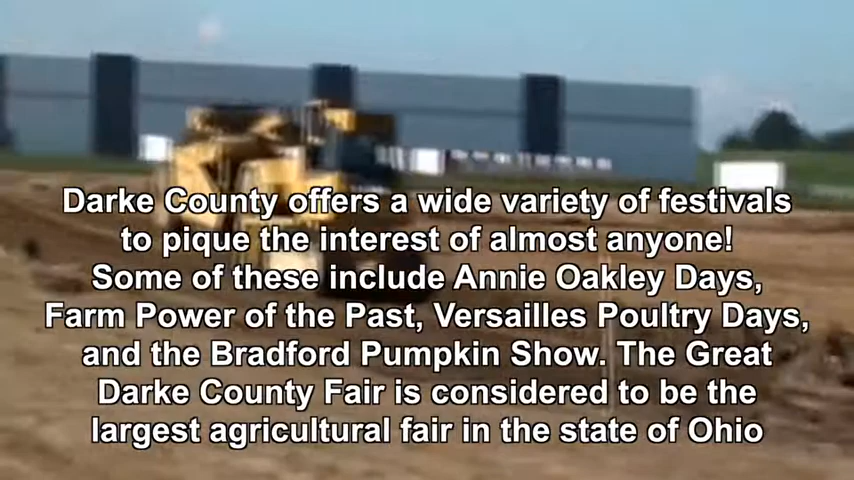 Darke County offers a wide variety of festivals
to pique the interest of almost anyone!
Some of these include Annie Oakley Days,
Farm Power of the Past, Versailles Poultry Days,
and the Bradford Pumpkin Show. The Great
Darke County Fair is considered to be the
largest agricultural fair in the state of Ohio